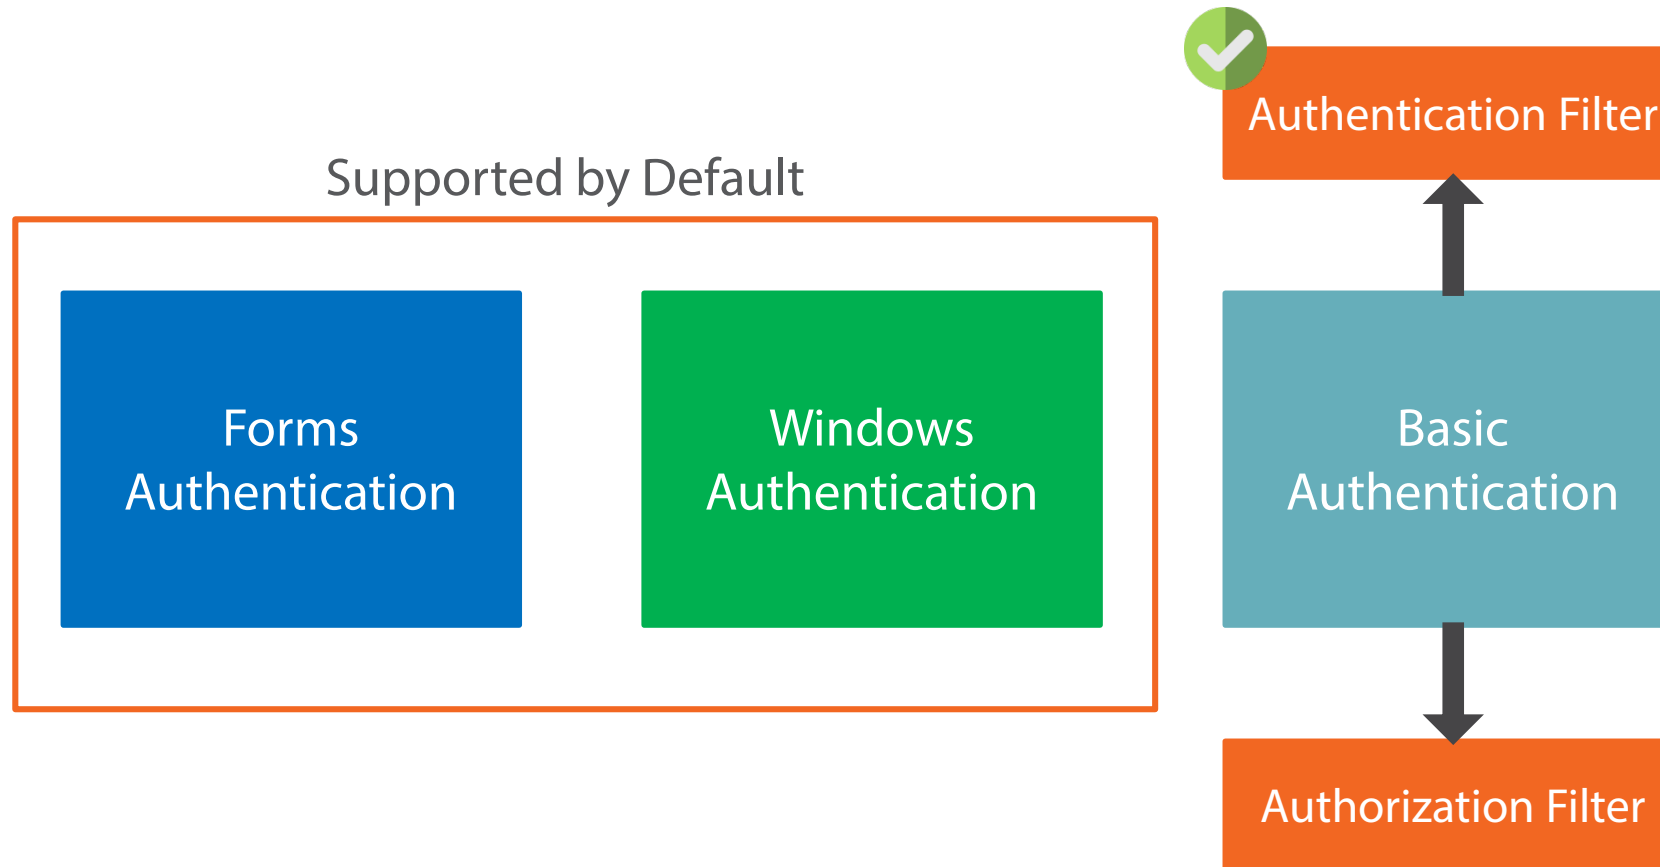 Authentication Filter
Supported by Default
Forms
Authentication
Windows
Authentication
Basic
Authentication
Authorization Filter